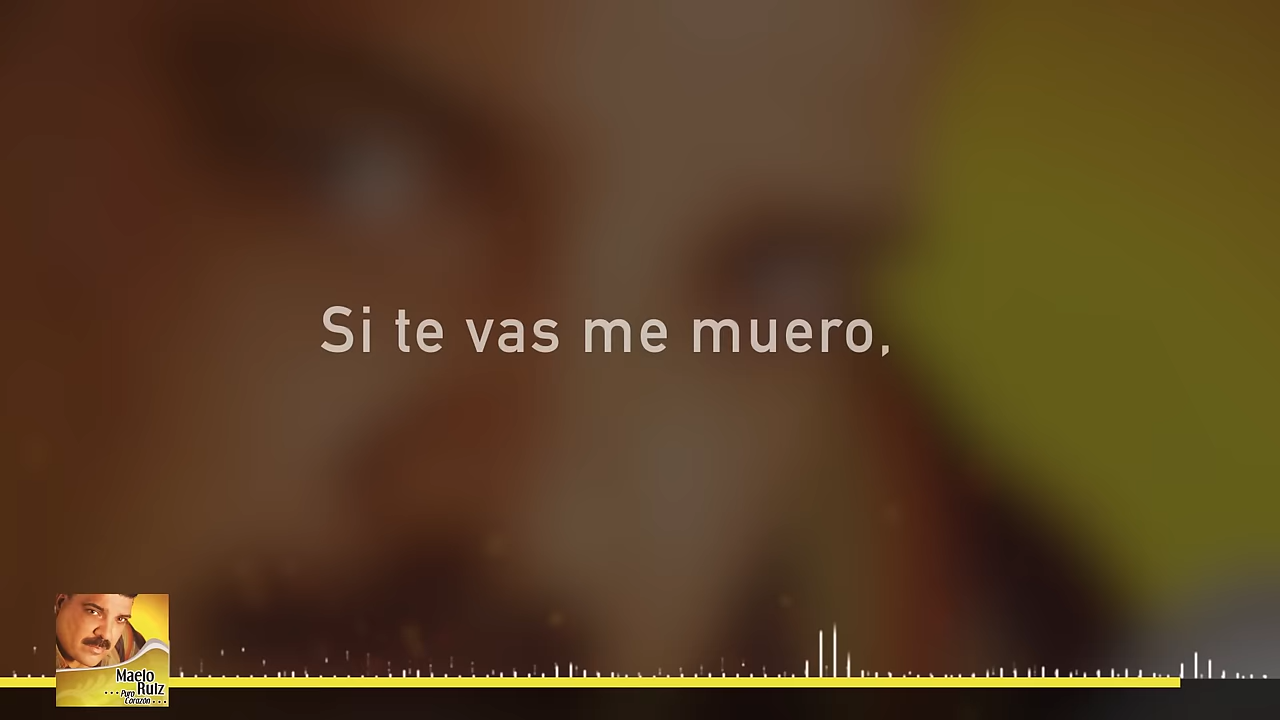 Si te vas me muero,
Maelo
Ruiz
...Puro
Corazón...